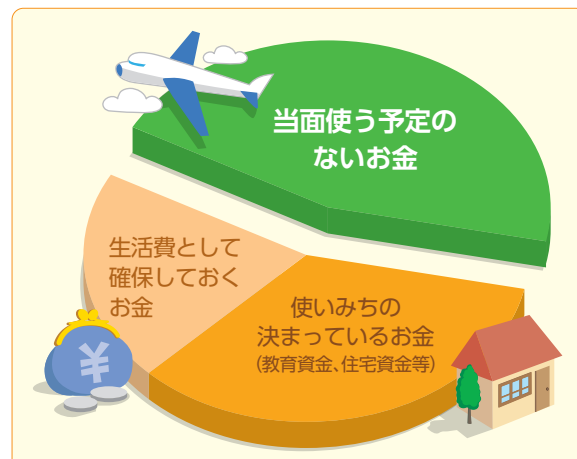 当面使う予定の
ないお金
生活費として
確保しておく
お金
使いみちの
決まっているお金
(教育資金、住宅資金等)
¥